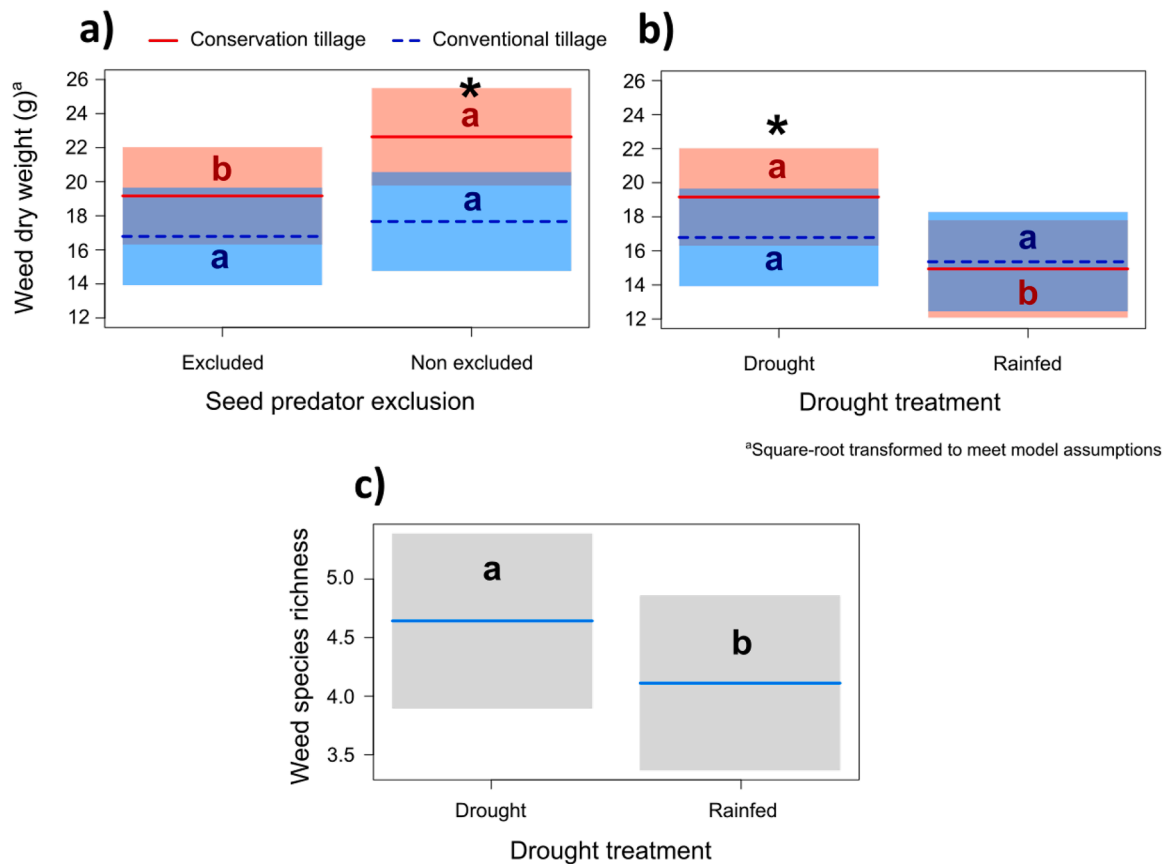 a)
Conservation tillage
Conventional tillage
Weed dry weight (g)ᵃ
26
24
22
20
18
16
14
12
b
a
*
a
a
Excluded
Non excluded
Seed predator exclusion
b)
26
24
22
20
18
16
14
12
*
a
a
a
b
Drought
Rainfed
Drought treatment
ᵃSquare-root transformed to meet model assumptions
c)
Weed species richness
5.0
4.5
4.0
3.5
a
b
Drought
Rainfed
Drought treatment